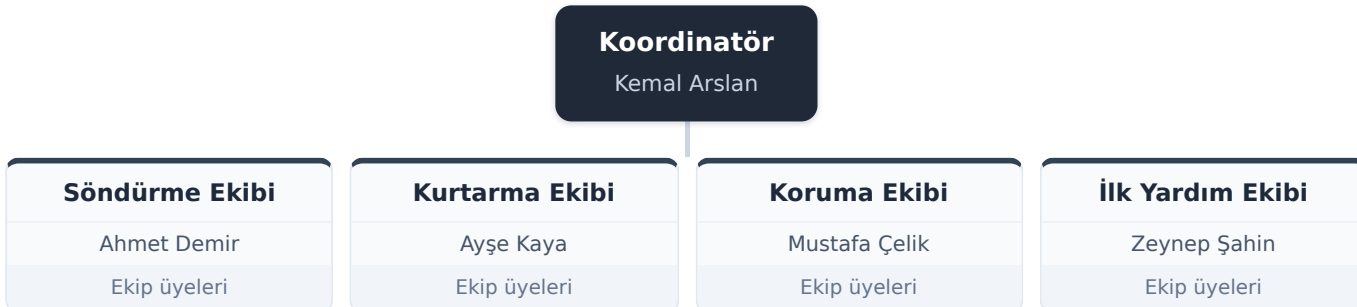 Koordinatör
Kemal Arslan
Söndürme Ekibi
Ahmet Demir
Ekip üyeleri
Kurtarma Ekibi
Ayşe Kaya
Ekip üyeleri
Koruma Ekibi
Mustafa Çelik
Ekip üyeleri
İlk Yardım Ekibi
Zeynep Şahin
Ekip üyeleri